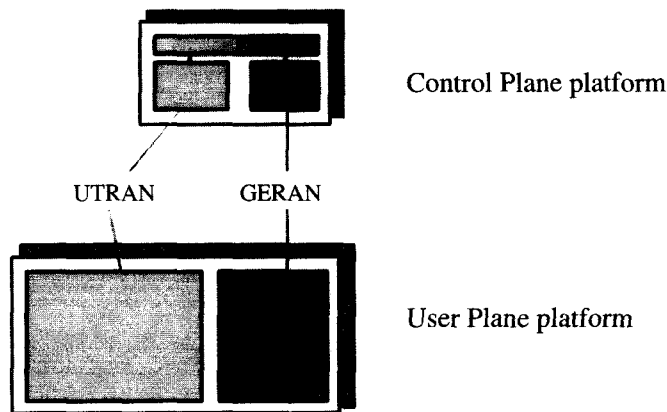 Control Plane platform
UTRAN
GERAN
User Plane platform